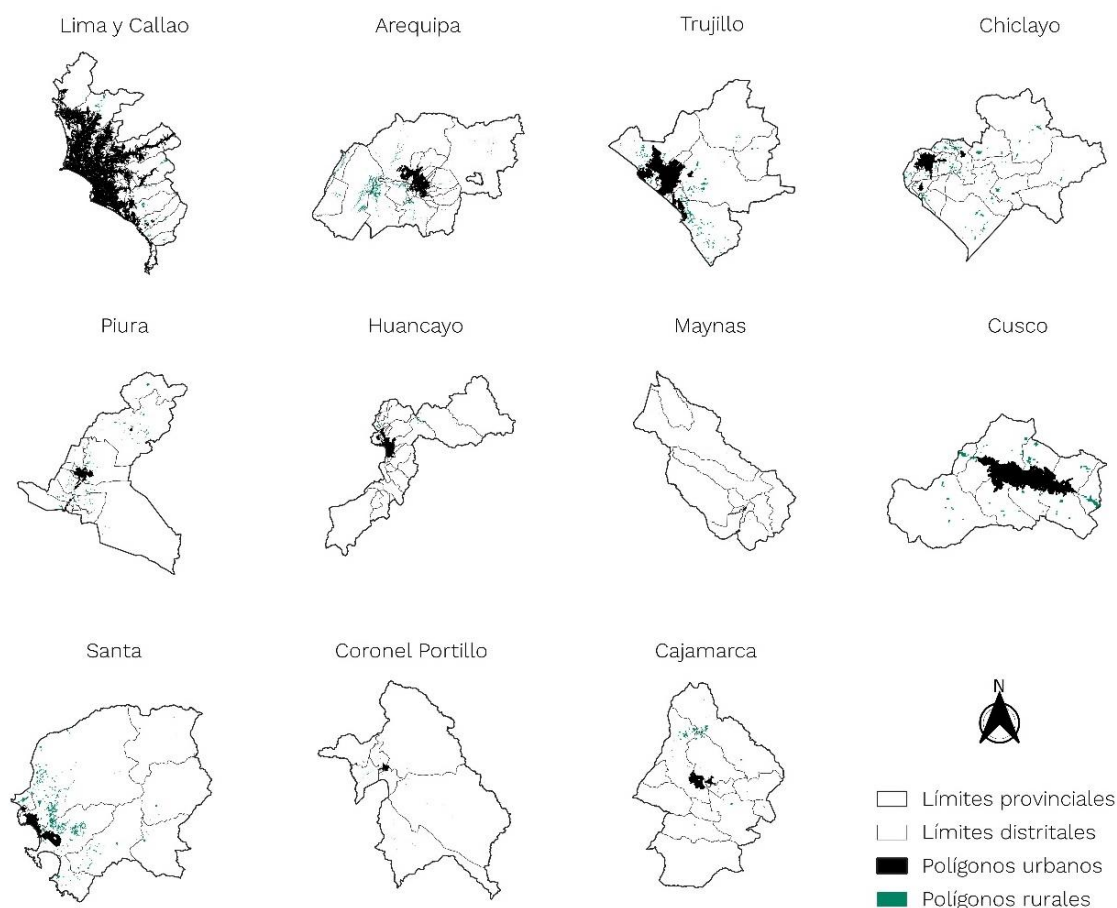 Lima y Callao
Arequipa
Trujillo
Chiclayo
Piura
Huancayo
Maynas
Cusco
Santa
Coronel Portillo
Cajamarca
N
Límites provinciales
Límites distritales
Polígonos urbanos
Polígonos rurales